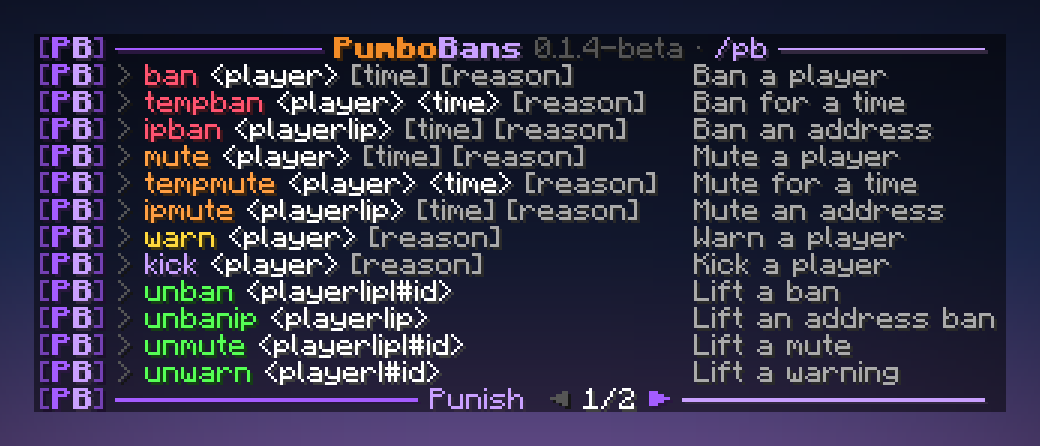 [PB] PumboBans 0.1.4-beta · /pb
[PB] > ban <player> [time] [reason] Ban a player
[PB] > tempban <player> <time> [reason] Ban for a time
[PB] > ipban <player|ip> [time] [reason] Ban an address
[PB] > mute <player> [time] [reason] Mute a player
[PB] > tempmute <player> <time> [reason] Mute for a time
[PB] > ipmute <player|ip> [time] [reason] Mute an address
[PB] > warn <player> [reason] Warn a player
[PB] > kick <player> [reason] Kick a player
[PB] > unban <player|ip|#id> Lift a ban
[PB] > unbanip <player|ip> Lift an address ban
[PB] > unmute <player|ip|#id> Lift a mute
[PB] > unwarn <player|#id> Lift a warning
[PB] Punish ◀ 1/2 ▶